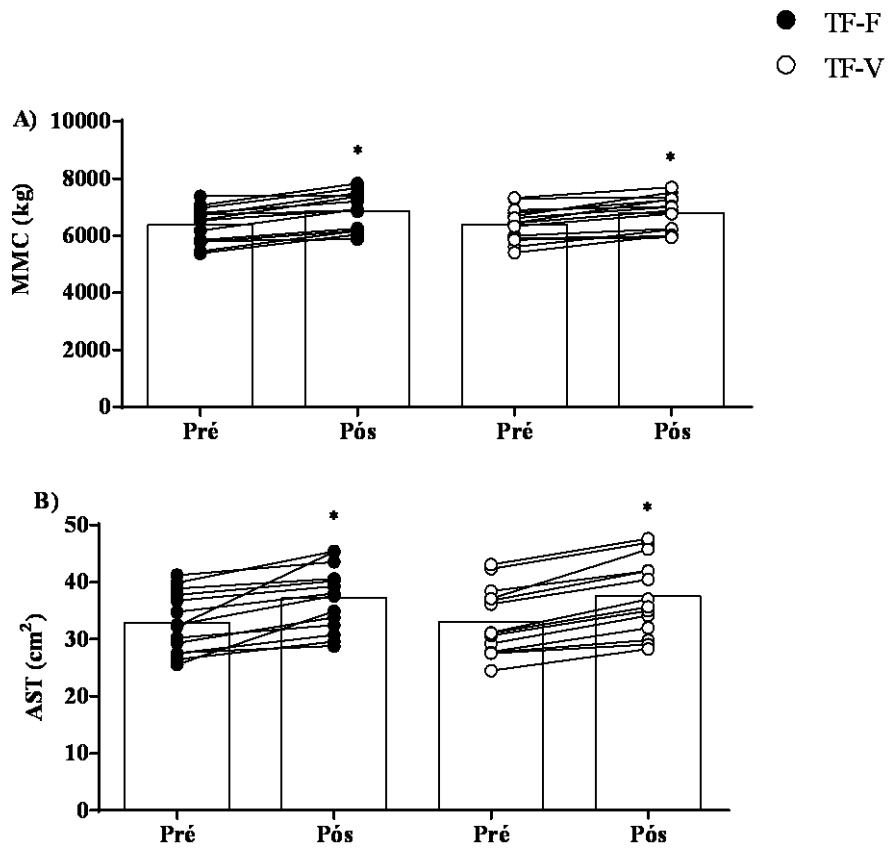 TF-F
TF-V
A)
10000
*
*
8000
6000
4000
2000
0
MMC (kg)
Pré
Pós
Pré
Pós
B)
50
*
*
40
30
20
10
0
AST (cm²)
Pré
Pós
Pré
Pós